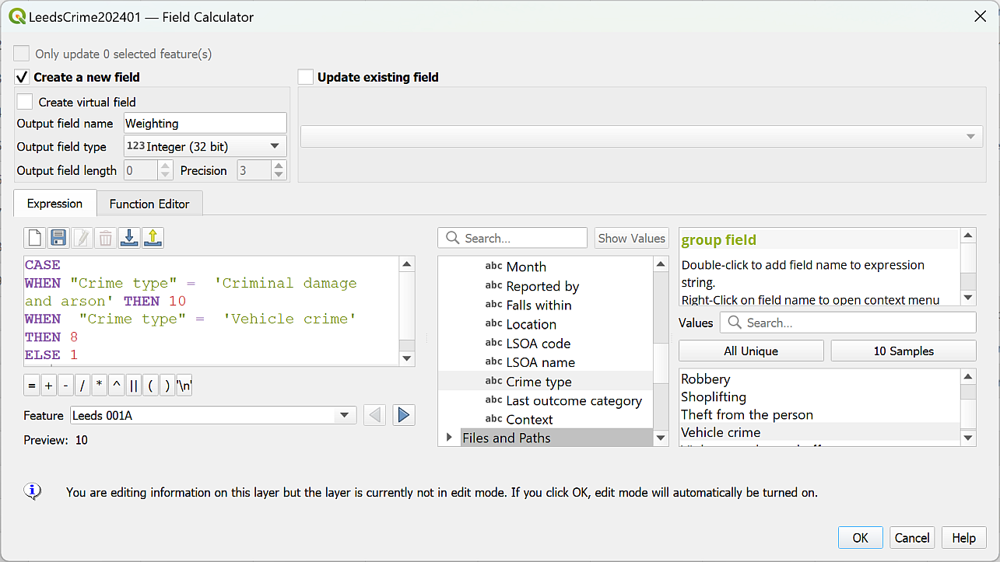 LeedsCrime202401 — Field Calculator
Only update 0 selected feature(s)
Create a new field
Update existing field
Create virtual field
Output field name Weighting
Output field type 123 Integer (32 bit)
Output field length 0 Precision 3
Expression Function Editor
CASE
WHEN "Crime type" = 'Criminal damage
and arson' THEN 10
WHEN "Crime type" = 'Vehicle crime'
THEN 8
ELSE 1
= + - / * ^ || ( ) '\n'
Feature Leeds 001A
Preview: 10
Search... Show Values
abc Month
abc Reported by
abc Falls within
abc Location
abc LSOA code
abc LSOA name
abc Crime type
abc Last outcome category
abc Context
Files and Paths
group field
Double-click to add field name to expression
string.
Right-Click on field name to open context menu
Values Search...
All Unique 10 Samples
Robbery
Shoplifting
Theft from the person
Vehicle crime
You are editing information on this layer but the layer is currently not in edit mode. If you click OK, edit mode will automatically be turned on.
OK Cancel Help